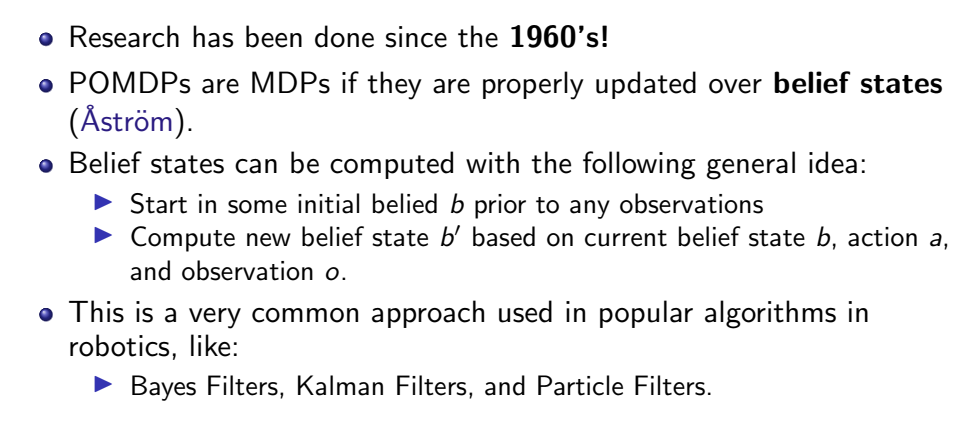 Research has been done since the 1960's!
POMDPs are MDPs if they are properly updated over belief states
(Åström).
Belief states can be computed with the following general idea:
Start in some initial belied b prior to any observations
Compute new belief state b′ based on current belief state b, action a,
and observation o.
This is a very common approach used in popular algorithms in
robotics, like:
Bayes Filters, Kalman Filters, and Particle Filters.